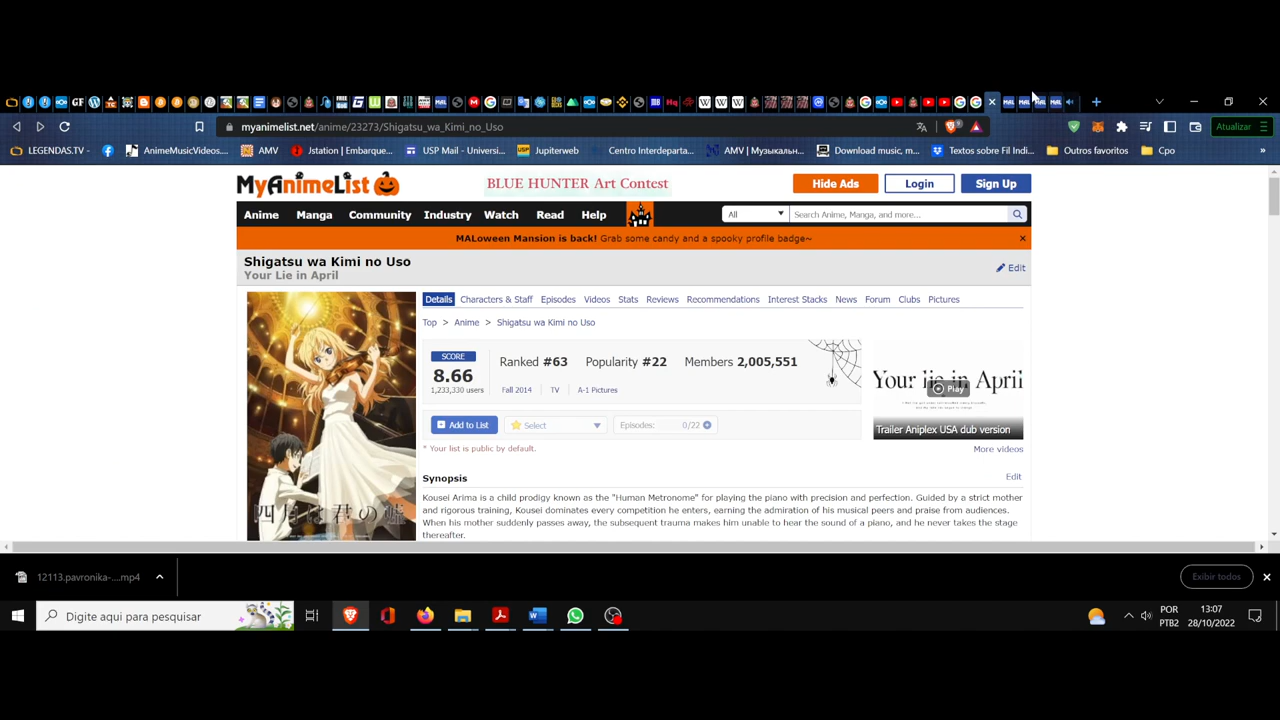 myanimelist.net/anime/23273/Shigatsu_wa_Kimi_no_Uso
9
Atualizar
LEGENDAS.TV -
AnimeMusicVideos...
AMV
Jstation | Embarque...
USP Mail - Universi...
Jupiterweb
Centro Interdeparta...
AMV | Музыкальн...
Download music, m...
Textos sobre Fil Indi...
Outros favoritos
Cpo
»
MyAnimeList
BLUE HUNTER Art Contest
Hide Ads
Login
Sign Up
Anime
Manga
Community
Industry
Watch
Read
Help
All
Search Anime, Manga, and more...
MALoween Mansion is back! Grab some candy and a spooky profile badge~
Shigatsu wa Kimi no Uso
Your Lie in April
Edit
Details
Characters & Staff
Episodes
Videos
Stats
Reviews
Recommendations
Interest Stacks
News
Forum
Clubs
Pictures
Top > Anime > Shigatsu wa Kimi no Uso
SCORE
8.66
1,233,330 users
Ranked #63
Popularity #22
Members 2,005,551
Fall 2014
TV
A-1 Pictures
Your lie in April
Play
Trailer Aniplex USA dub version
Add to List
Select
Episodes: 0/22
* Your list is public by default.
More videos
四月は君の嘘
Synopsis
Edit
Kousei Arima is a child prodigy known as the "Human Metronome" for playing the piano with precision and perfection. Guided by a strict mother
and rigorous training, Kousei dominates every competition he enters, earning the admiration of his musical peers and praise from audiences.
When his mother suddenly passes away, the subsequent trauma makes him unable to hear the sound of a piano, and he never takes the stage
thereafter.
12113.pavronika-....mp4
Exibir todos
Digite aqui para pesquisar
POR
PTB2
13:07
28/10/2022